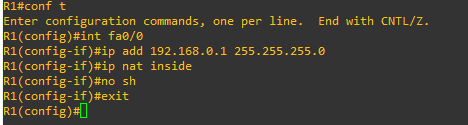 R1#conf t
Enter configuration commands, one per line.  End with CNTL/Z.
R1(config)#int fa0/0
R1(config-if)#ip add 192.168.0.1 255.255.255.0
R1(config-if)#ip nat inside
R1(config-if)#no sh
R1(config-if)#exit
R1(config)#